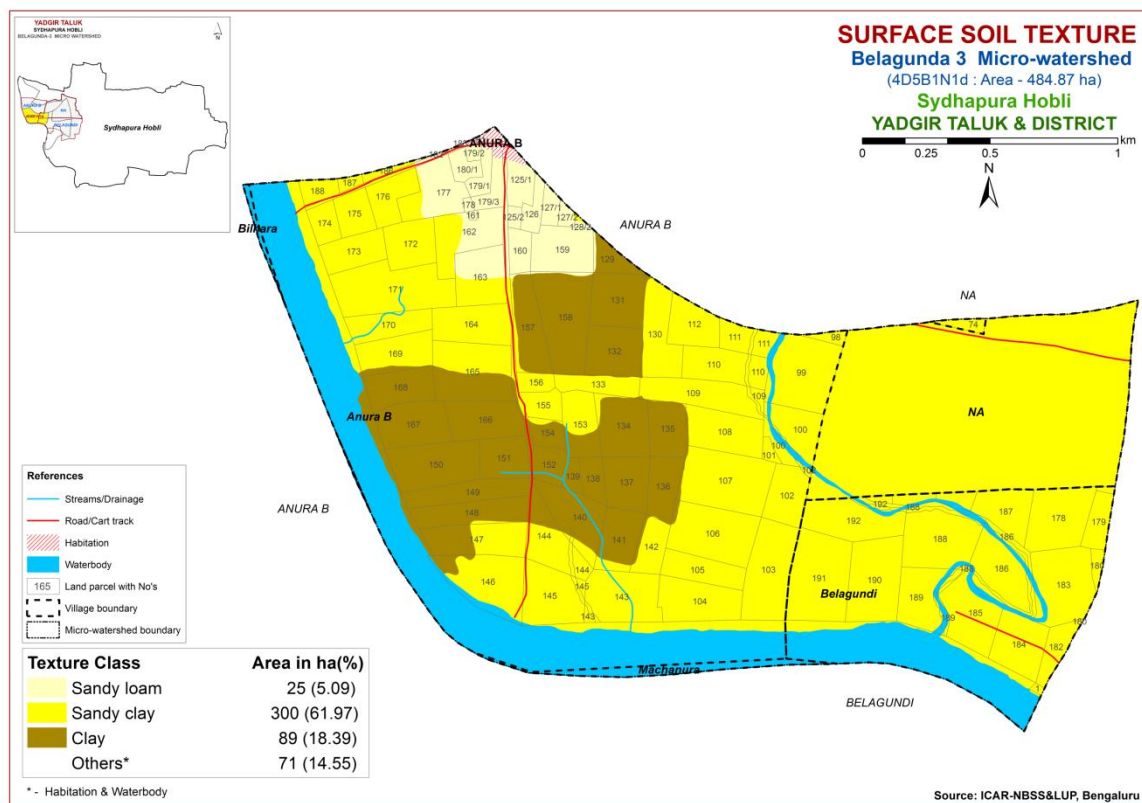 YADGIR TALUK
SYDHAPURA HOBLI
BELAGUNDA-3 MICRO WATERSHED
N
ANURA B
NA
BELAGUNDI
Sydhapura Hobli
SURFACE SOIL TEXTURE
Belagunda 3 Micro-watershed
(4D5B1N1d : Area - 484.87 ha)
Sydhapura Hobli
YADGIR TALUK & DISTRICT
km
0 0.25 0.5 1
N
ANURA B
179/2
180/1
188 187 186
177 179/1 125/1
176
178 179/3
174 175 161 125/2 126 127/1
127/2
128/2
Bilhara
ANURA B
162
173 172 160 159
129
163
171
131
NA
170 164 157 158 130 112 111 111 98 74
132
169 110 110 99
165
168 156 133 109 109
155
Anura B
NA
167 166 153 134 135 108 100
154
100
101
150 151 152 139 138 137 136 107 102
149
ANURA B
148 140
141 106
147 144 142
192 192 188 187 178 179
186
188
146 144 105 103 191 190 188 186 183 180
145
145 143 104 189
143
Belagundi
189 185
180
184 182
Machanura
BELAGUNDI
References
Streams/Drainage
Road/Cart track
Habitation
Waterbody
165 Land parcel with No's
Village boundary
Micro-watershed boundary
Texture Class Area in ha(%)
Sandy loam 25 (5.09)
Sandy clay 300 (61.97)
Clay 89 (18.39)
Others* 71 (14.55)
* - Habitation & Waterbody
Source: ICAR-NBSS&LUP, Bengaluru